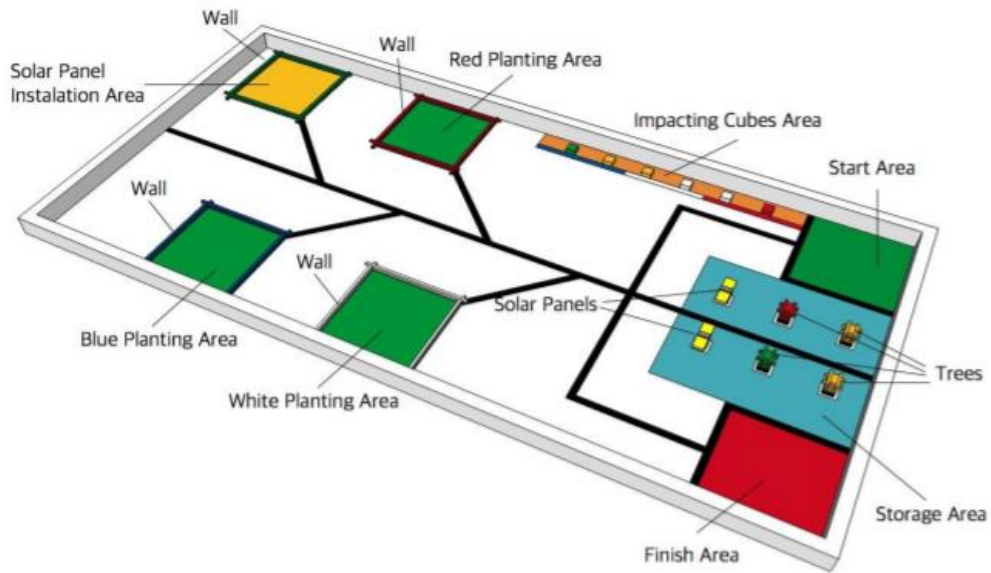 Wall
Wall
Red Planting Area
Solar Panel
Instalation Area
Impacting Cubes Area
Start Area
Wall
Wall
Solar Panels
Blue Planting Area
Trees
White Planting Area
Storage Area
Finish Area